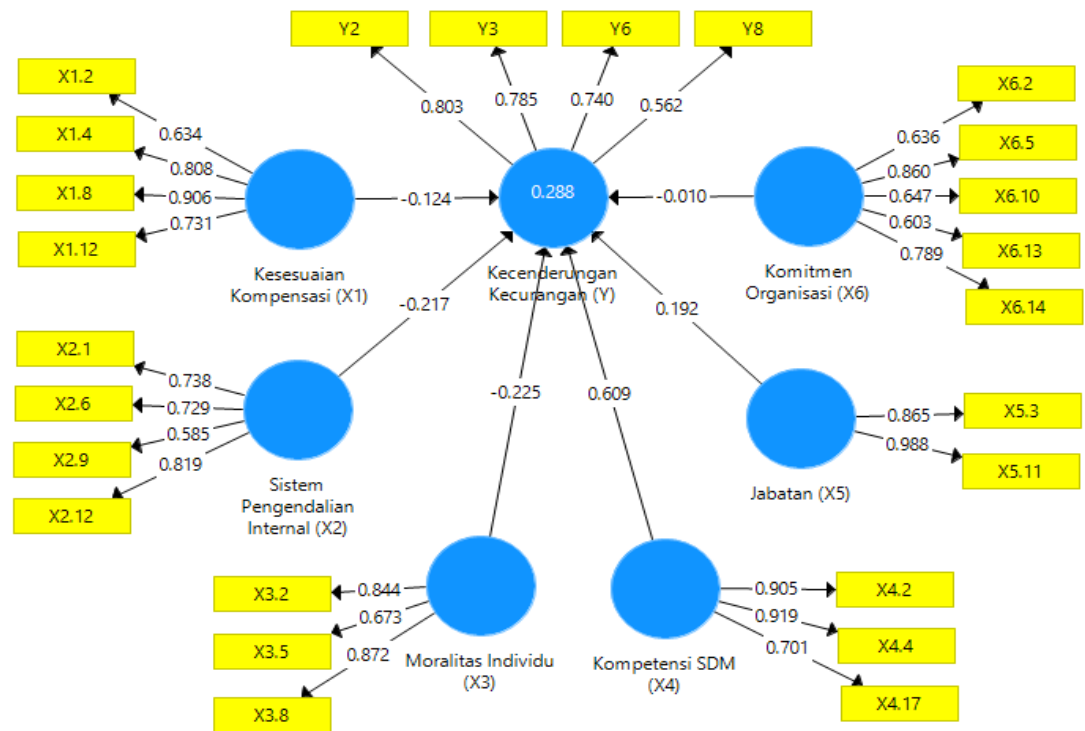 Y2
Y3
Y6
Y8
0.803
0.785
0.740
0.562
X1.2
X1.4
X1.8
X1.12
0.634
0.808
0.906
0.731
Kesesuaian
Kompensasi (X1)
-0.124
0.288
Kecenderungan
Kecurangan (Y)
-0.010
Komitmen
Organisasi (X6)
0.636
0.860
0.647
0.603
0.789
X6.2
X6.5
X6.10
X6.13
X6.14
X2.1
X2.6
X2.9
X2.12
0.738
0.729
0.585
0.819
Sistem
Pengendalian
Internal (X2)
-0.217
-0.225
0.609
0.192
Jabatan (X5)
0.865
0.988
X5.3
X5.11
X3.2
X3.5
X3.8
0.844
0.673
0.872
Moralitas Individu
(X3)
Kompetensi SDM
(X4)
0.905
0.919
0.701
X4.2
X4.4
X4.17